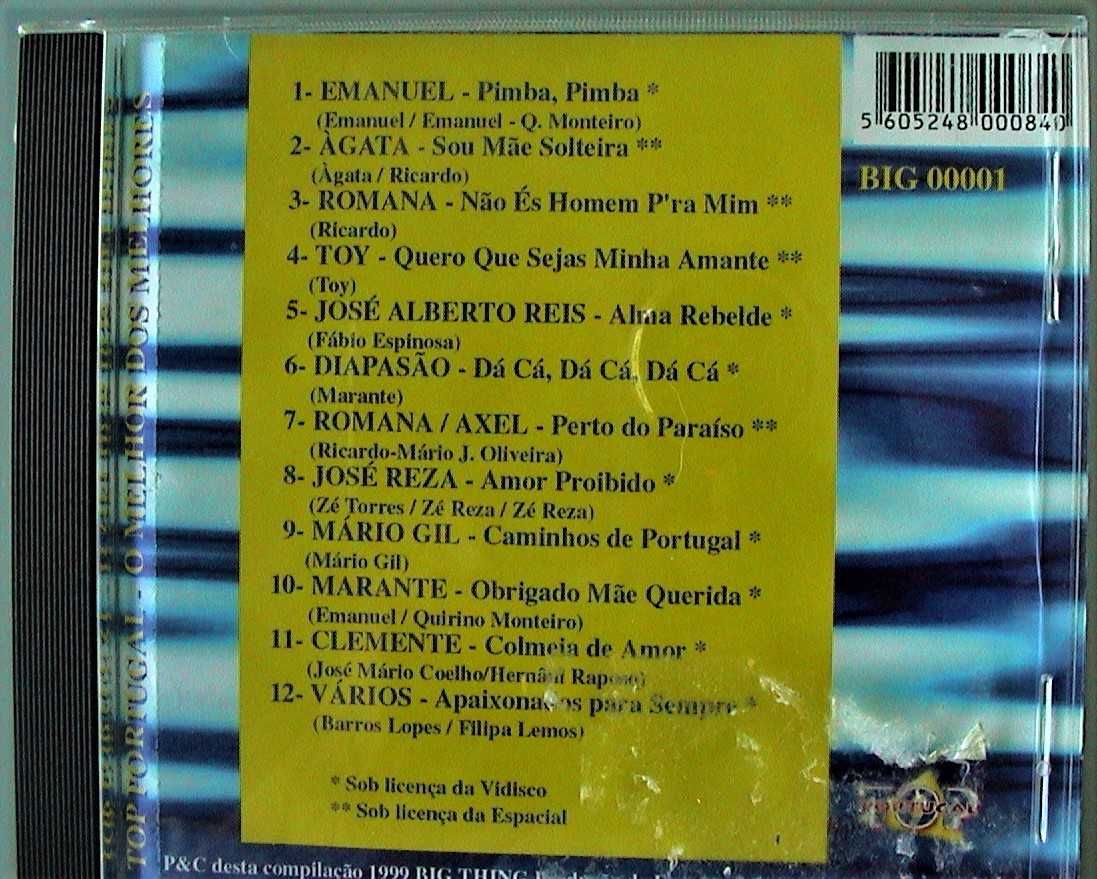 1- EMANUEL - Pimba, Pimba *
(Emanuel / Emanuel - Q. Monteiro)
2- ÀGATA - Sou Mãe Solteira **
(Àgata / Ricardo)
3- ROMANA - Não És Homem P'ra Mim **
(Ricardo)
4- TOY - Quero Que Sejas Minha Amante **
(Toy)
5- JOSÉ ALBERTO REIS - Alma Rebelde *
(Fábio Espinosa)
6- DIAPASÃO - Dá Cá, Dá Cá, Dá Cá *
(Marante)
7- ROMANA / AXEL - Perto do Paraíso **
(Ricardo-Mário J. Oliveira)
8- JOSÉ REZA - Amor Proibido *
(Zé Torres / Zé Reza / Zé Reza)
9- MÁRIO GIL - Caminhos de Portugal *
(Mário Gil)
10- MARANTE - Obrigado Mãe Querida *
(Emanuel / Quirino Monteiro)
11- CLEMENTE - Colmeia de Amor *
(José Mário Coelho/Hernâni Raposo)
12- VÁRIOS - Apaixonados para Sempre *
(Barros Lopes / Filipa Lemos)
* Sob licença da Vidisco
** Sob licença da Espacial
P&C desta compilação 1999 BIG THING
5 605248 000840
BIG 00001
TOP PORTUGAL
TOP PORTUGAL - O MELHOR DOS MELHORES